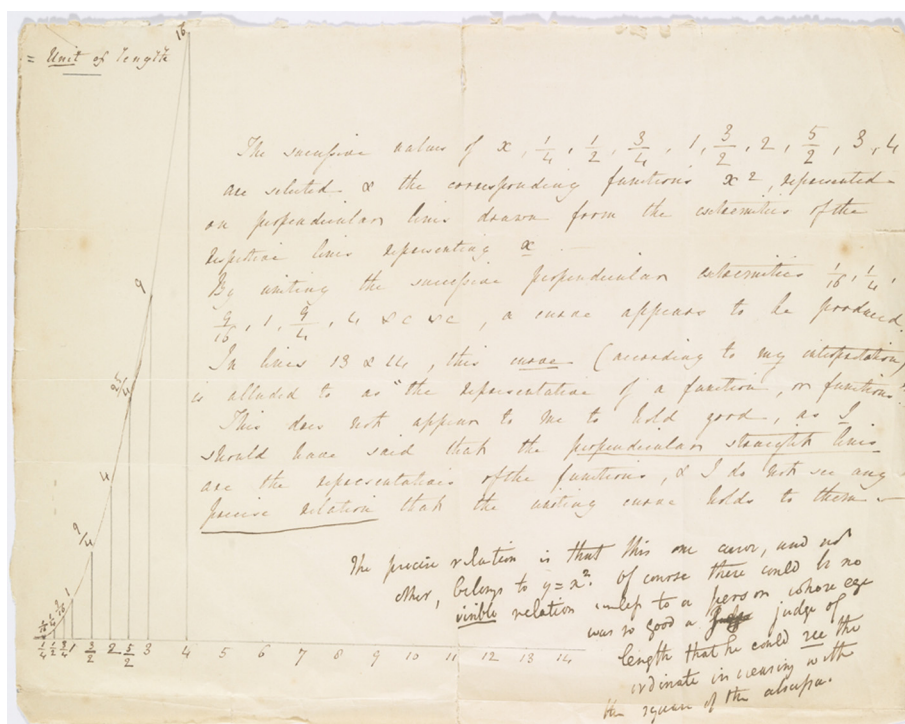 16
= Unit of length
The successive values of x, 1/4, 1/2, 3/4, 1, 3/2, 2, 5/2, 3, 4
are selected & the corresponding functions x², represented
on perpendicular lines drawn from the extremities of the
respective lines representing x
By uniting the successive perpendicular extremities 1/16, 1/4,
9/16, 1, 9/4, 4 &c &c, a curve appears to be produced.
In lines 13 & 14, this curve (according to my interpretation)
is alluded to as "the representation of a function, or functions."
This does not appear to me to hold good, as I
should have said that the perpendicular straight lines
are the representations of the functions, & I do not see any
precise relation that the uniting curve holds to them —
The precise relation is that this one curve, and no
other, belongs to y = x². Of course there could be no
visible relation unless to a person whose eye
was so good a judge of
length that he could see the
ordinate increasing with
the square of the abscissa.
9
25/4
4
9/4
1
9/16
1/4
1/2
3/4
1
3/2
2
5/2
3
4
5
6
7
8
9
10
11
12
13
14